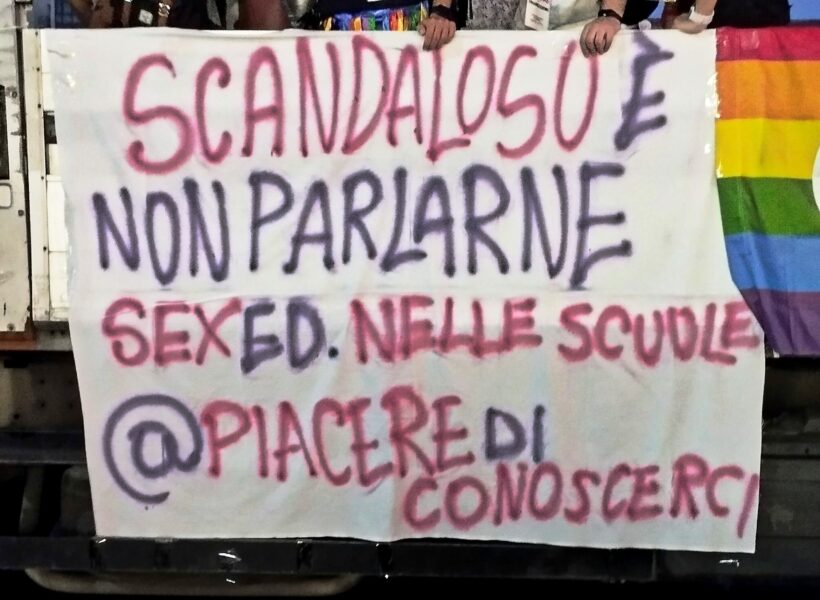 SCANDALOSO È
NON PARLARNE
SEX ED. NELLE SCUOLE
@PIACERE DI
CONOSCERCI